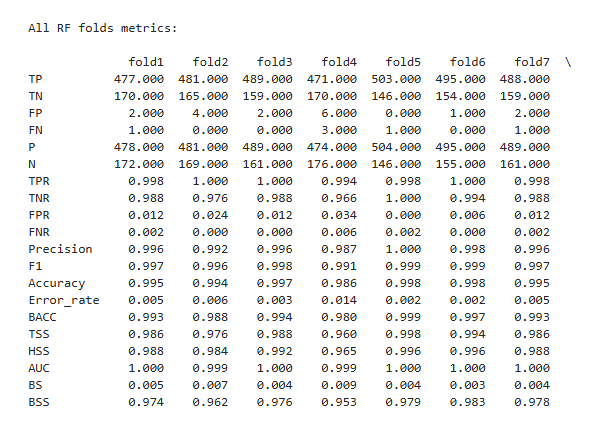 All RF folds metrics:
fold1 fold2 fold3 fold4 fold5 fold6 fold7 \
TP 477.000 481.000 489.000 471.000 503.000 495.000 488.000
TN 170.000 165.000 159.000 170.000 146.000 154.000 159.000
FP 2.000 4.000 2.000 6.000 0.000 1.000 2.000
FN 1.000 0.000 0.000 3.000 1.000 0.000 1.000
P 478.000 481.000 489.000 474.000 504.000 495.000 489.000
N 172.000 169.000 161.000 176.000 146.000 155.000 161.000
TPR 0.998 1.000 1.000 0.994 0.998 1.000 0.998
TNR 0.988 0.976 0.988 0.966 1.000 0.994 0.988
FPR 0.012 0.024 0.012 0.034 0.000 0.006 0.012
FNR 0.002 0.000 0.000 0.006 0.002 0.000 0.002
Precision 0.996 0.992 0.996 0.987 1.000 0.998 0.996
F1 0.997 0.996 0.998 0.991 0.999 0.999 0.997
Accuracy 0.995 0.994 0.997 0.986 0.998 0.998 0.995
Error_rate 0.005 0.006 0.003 0.014 0.002 0.002 0.005
BACC 0.993 0.988 0.994 0.980 0.999 0.997 0.993
TSS 0.986 0.976 0.988 0.960 0.998 0.994 0.986
HSS 0.988 0.984 0.992 0.965 0.996 0.996 0.988
AUC 1.000 0.999 1.000 0.999 1.000 1.000 1.000
BS 0.005 0.007 0.004 0.009 0.004 0.003 0.004
BSS 0.974 0.962 0.976 0.953 0.979 0.983 0.978